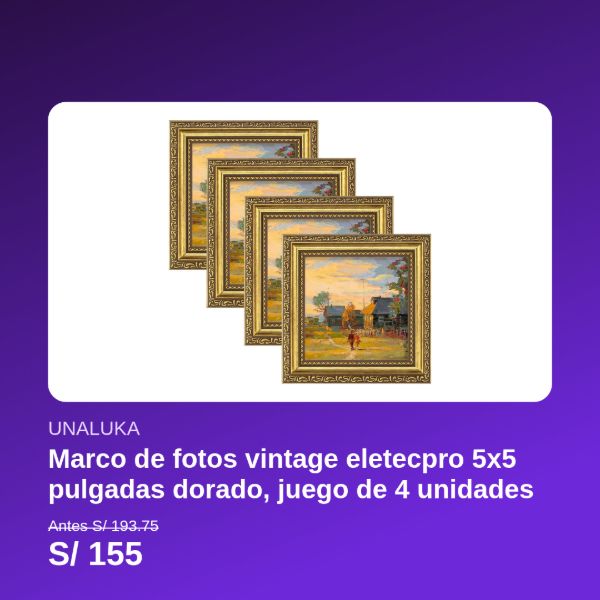 UNALUKA
Marco de fotos vintage eletecpro 5x5
pulgadas dorado, juego de 4 unidades
Antes S/ 193.75
S/ 155